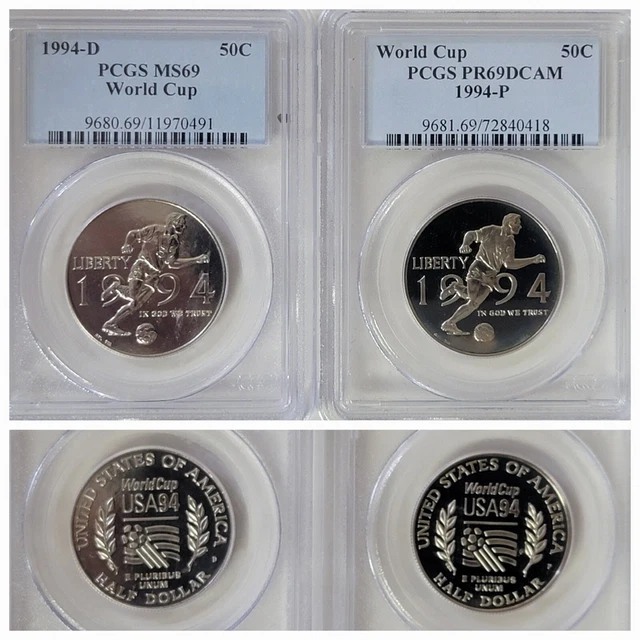 1994-D 50C
PCGS MS69
World Cup
9680.69/11970491
World Cup 50C
PCGS PR69DCAM
1994-P
9681.69/72840418
LIBERTY
1994
IN GOD WE TRUST
LIBERTY
1994
IN GOD WE TRUST
UNITED STATES OF AMERICA
World Cup
USA94
E PLURIBUS
UNUM
HALF DOLLAR
UNITED STATES OF AMERICA
World Cup
USA94
E PLURIBUS
UNUM
HALF DOLLAR